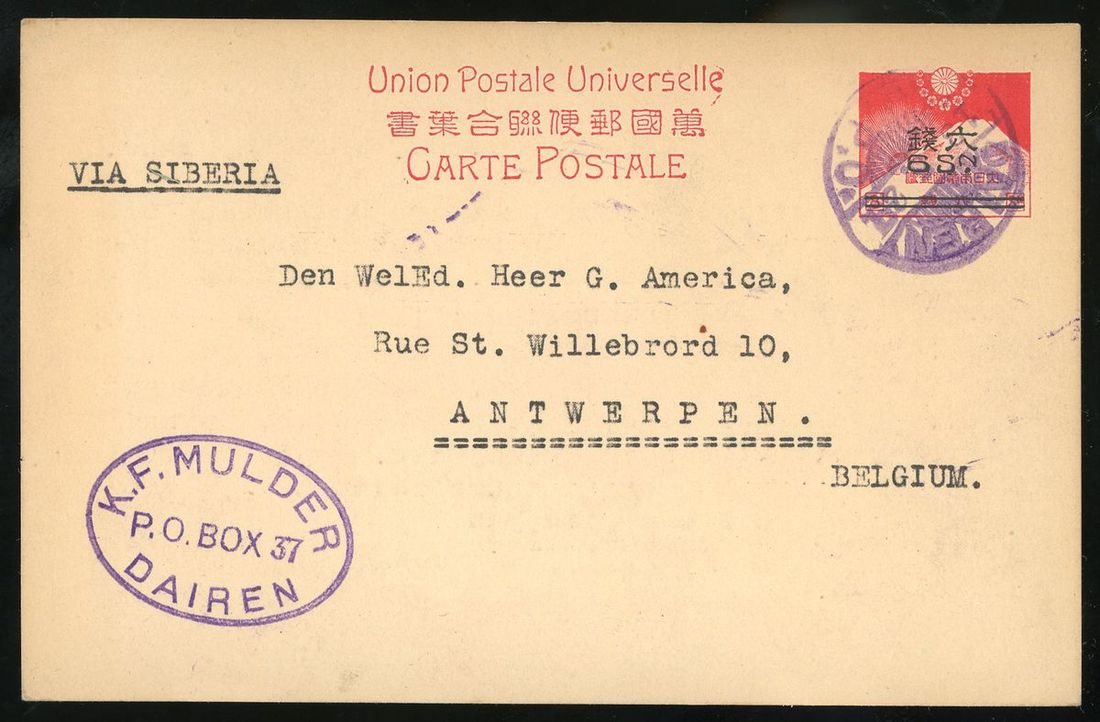 Union Postale Universelle
萬國郵便聯合葉書
CARTE POSTALE
六錢
6 S2
VIA SIBERIA
Den WelEd. Heer G. America,
Rue St. Willebrord 10,
ANTWERPEN.
BELGIUM.
K.F. MULDER
P.O. BOX 37
DAIREN